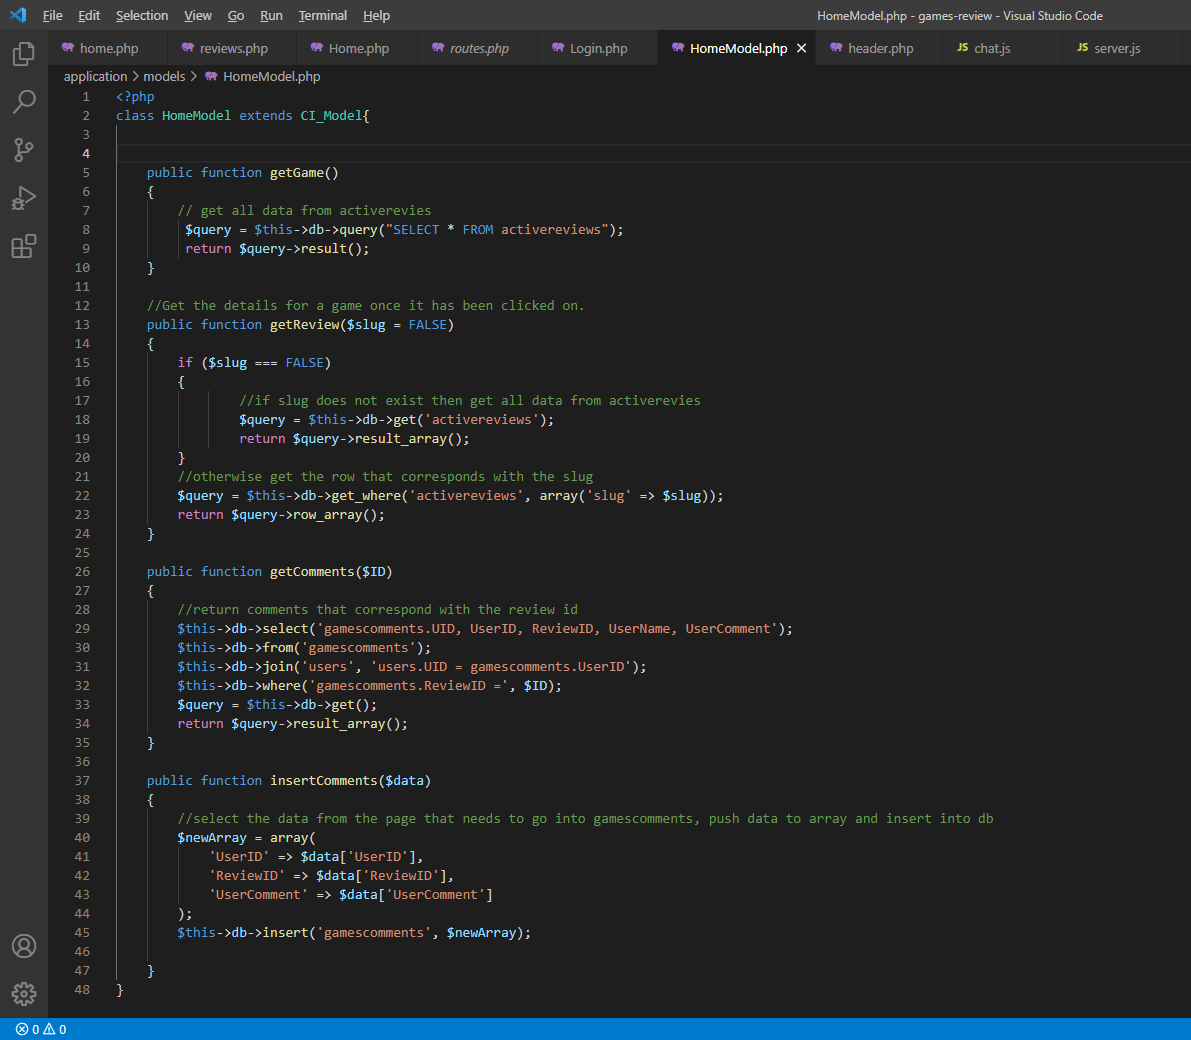 File Edit Selection View Go Run Terminal Help HomeModel.php - games-review - Visual Studio Code
home.php reviews.php Home.php routes.php Login.php HomeModel.php header.php JS chat.js JS server.js
application > models > HomeModel.php
1 <?php
2 class HomeModel extends CI_Model{
3
4
5 public function getGame()
6 {
7 // get all data from activerevies
8 $query = $this->db->query("SELECT * FROM activereviews");
9 return $query->result();
10 }
11
12 //Get the details for a game once it has been clicked on.
13 public function getReview($slug = FALSE)
14 {
15 if ($slug === FALSE)
16 {
17 //if slug does not exist then get all data from activerevies
18 $query = $this->db->get('activereviews');
19 return $query->result_array();
20 }
21 //otherwise get the row that corresponds with the slug
22 $query = $this->db->get_where('activereviews', array('slug' => $slug));
23 return $query->row_array();
24 }
25
26 public function getComments($ID)
27 {
28 //return comments that correspond with the review id
29 $this->db->select('gamescomments.UID, UserID, ReviewID, UserName, UserComment');
30 $this->db->from('gamescomments');
31 $this->db->join('users', 'users.UID = gamescomments.UserID');
32 $this->db->where('gamescomments.ReviewID =', $ID);
33 $query = $this->db->get();
34 return $query->result_array();
35 }
36
37 public function insertComments($data)
38 {
39 //select the data from the page that needs to go into gamescomments, push data to array and insert into db
40 $newArray = array(
41 'UserID' => $data['UserID'],
42 'ReviewID' => $data['ReviewID'],
43 'UserComment' => $data['UserComment']
44 );
45 $this->db->insert('gamescomments', $newArray);
46
47 }
48 }
0 0